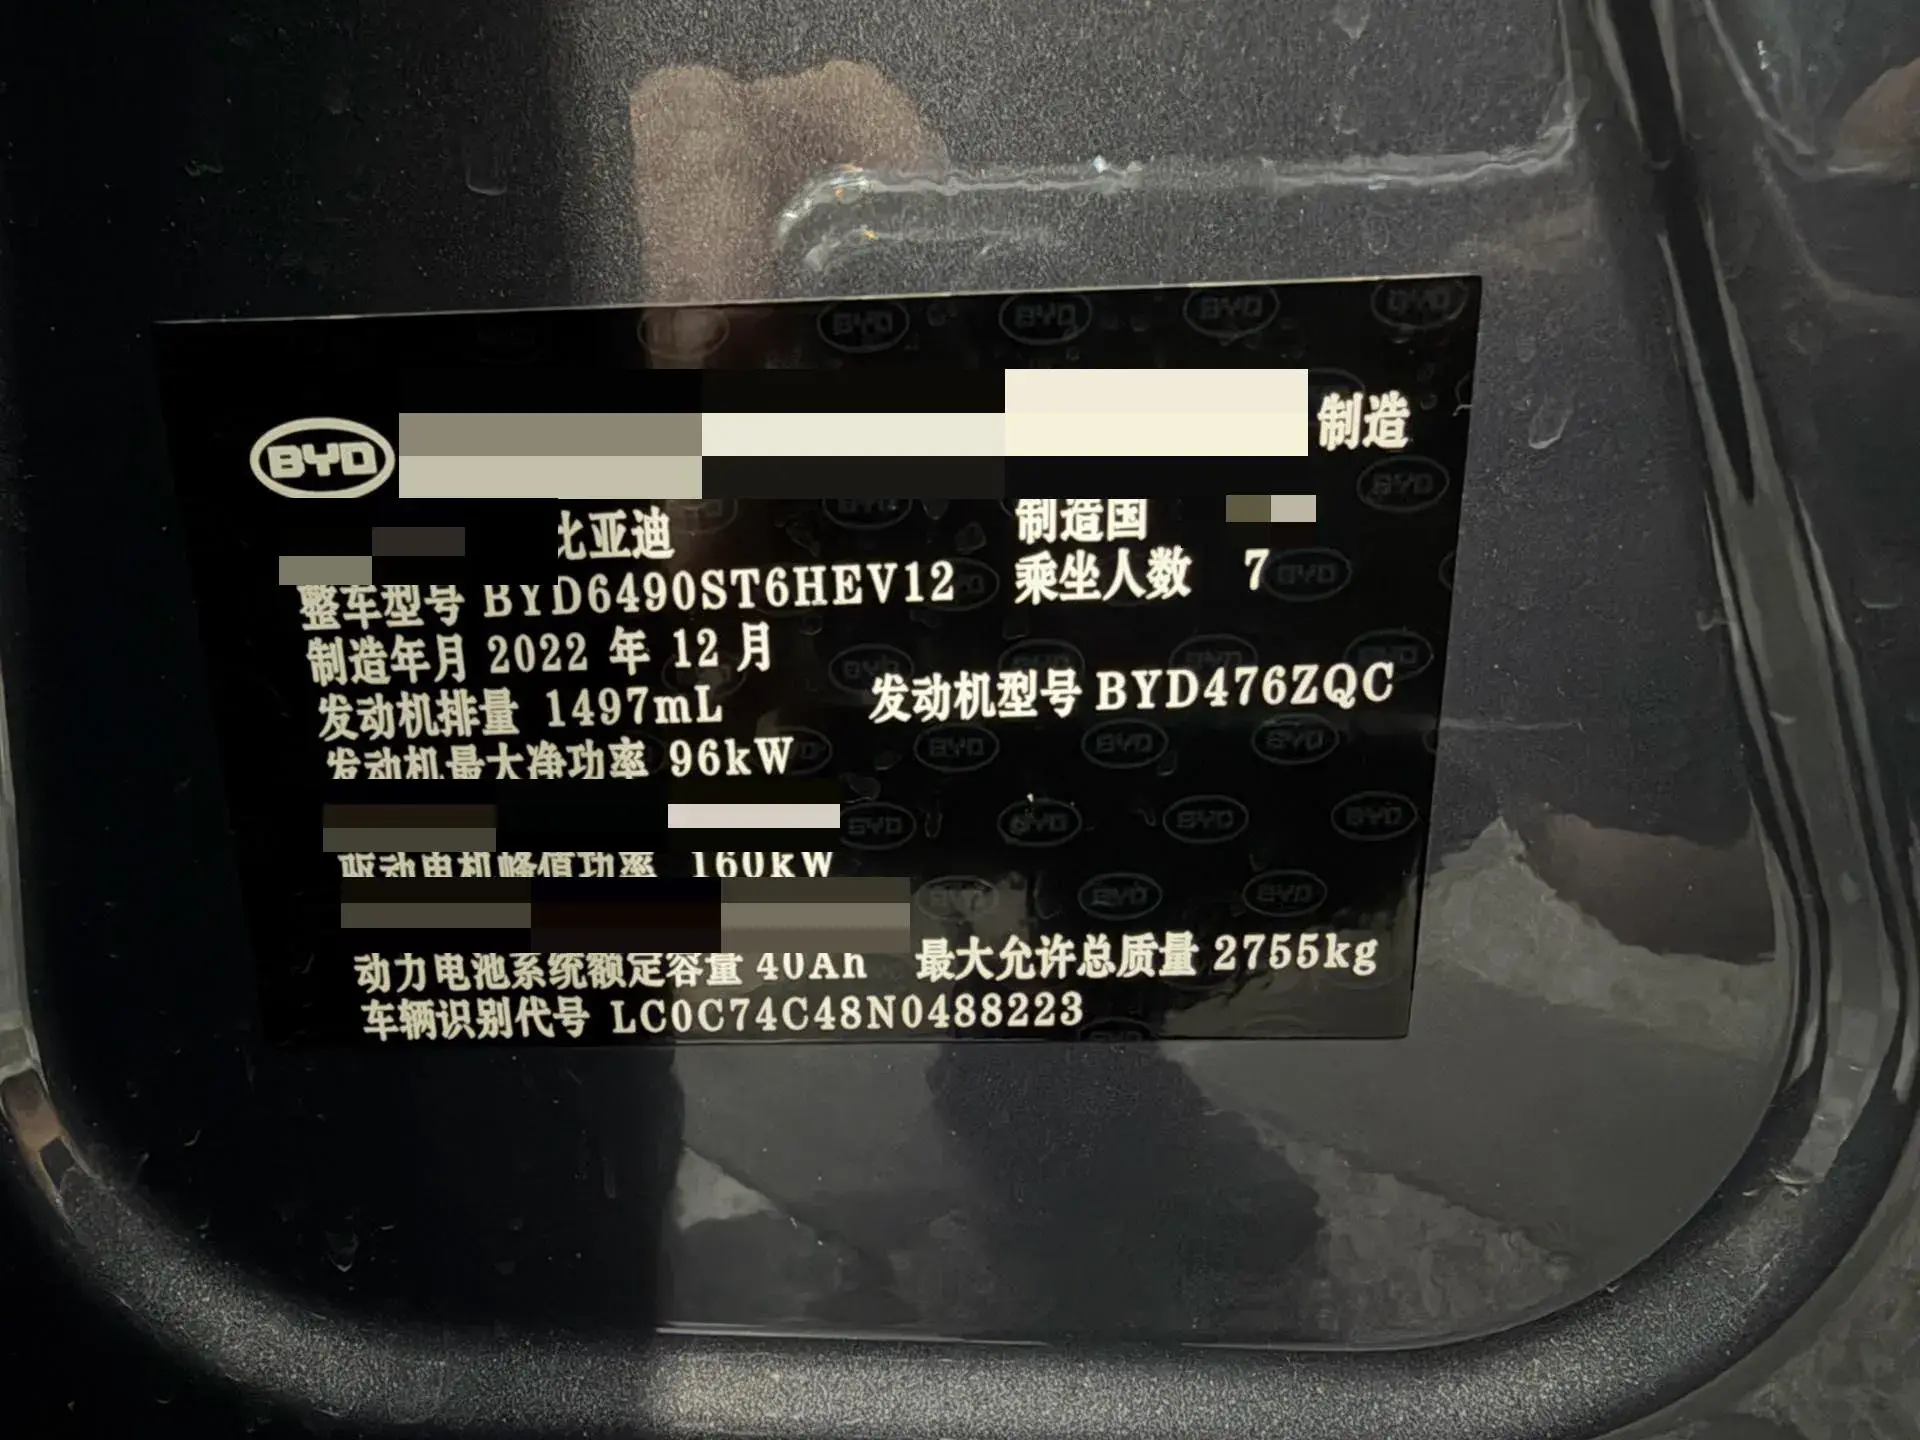 BYD 制造
比亚迪 制造国
整车型号 BYD6490ST6HEV12 乘坐人数 7
制造年月 2022 年 12 月
发动机排量 1497mL 发动机型号 BYD476ZQC
发动机最大净功率 96kW
驱动电机峰值功率 160kW
动力电池系统额定容量 40Ah 最大允许总质量 2755kg
车辆识别代号 LC0C74C48N0488223